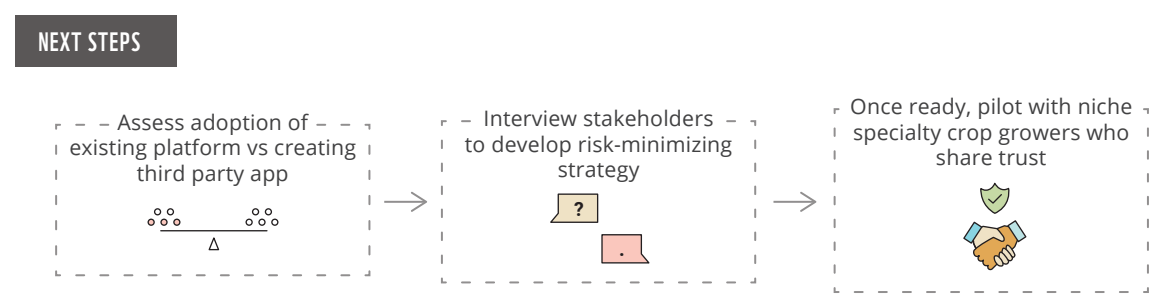 NEXT STEPS
Assess adoption of
existing platform vs creating
third party app
Interview stakeholders
to develop risk-minimizing
strategy
?
.
Once ready, pilot with niche
specialty crop growers who
share trust